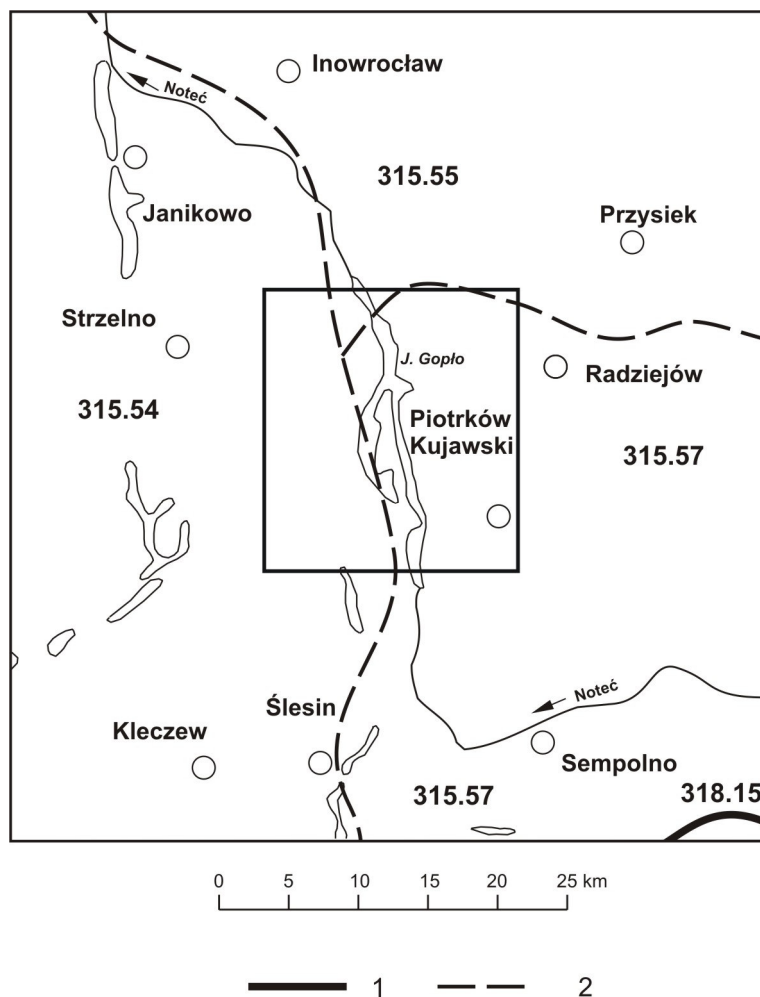 Inowrocław
Noteć
315.55
Janikowo
Przysiek
Strzelno
J. Gopło
Radziejów
315.54
Piotrków
Kujawski
315.57
Noteć
Ślesin
Kleczew
Sempolno
315.57
318.15
0 5 10 15 20 25 km
1 2